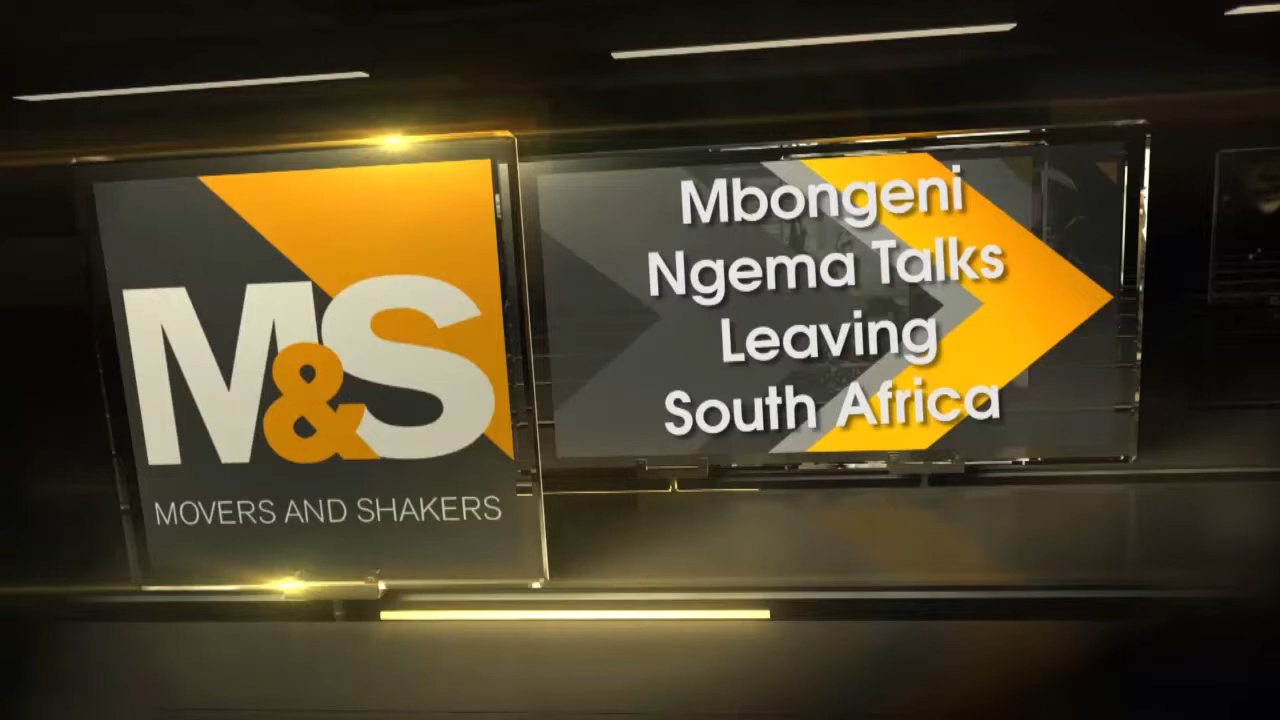 M&S
MOVERS AND SHAKERS
Mbongeni
Ngema Talks
Leaving
South Africa